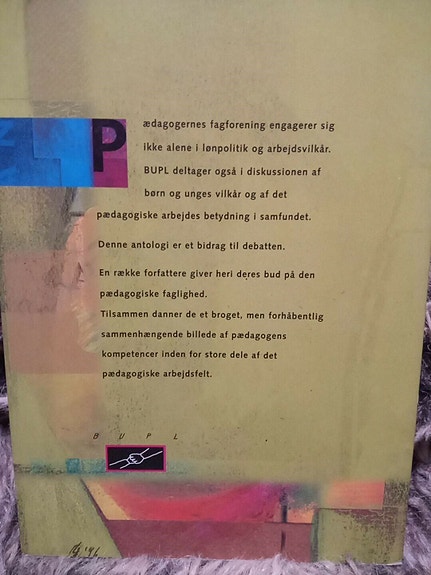 Pædagogernes fagforening engagerer sig
ikke alene i lønpolitik og arbejdsvilkår.
BUPL deltager også i diskussionen af
børn og unges vilkår og af det
pædagogiske arbejdes betydning i samfundet.
Denne antologi er et bidrag til debatten.
En række forfattere giver heri deres bud på den
pædagogiske faglighed.
Tilsammen danner de et broget, men forhåbentlig
sammenhængende billede af pædagogens
kompetencer inden for store dele af det
pædagogiske arbejdsfelt.
BUPL